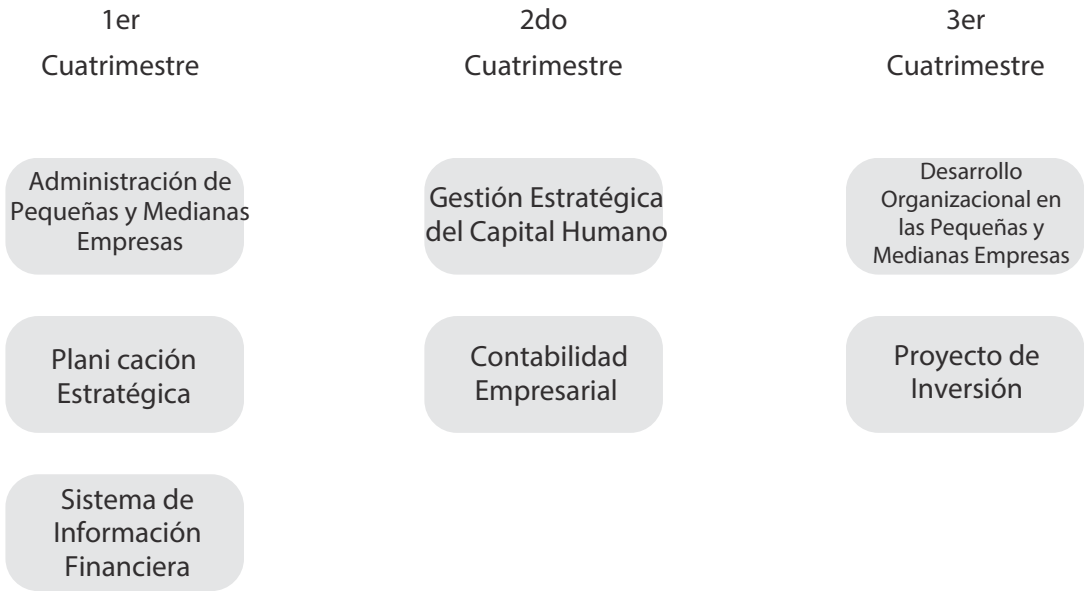 1er
Cuatrimestre
2do
Cuatrimestre
3er
Cuatrimestre
Administración de
Pequeñas y Medianas
Empresas
Gestión Estratégica
del Capital Humano
Desarrollo
Organizacional en
las Pequeñas y
Medianas Empresas
Plani cación
Estratégica
Contabilidad
Empresarial
Proyecto de
Inversión
Sistema de
Información
Financiera